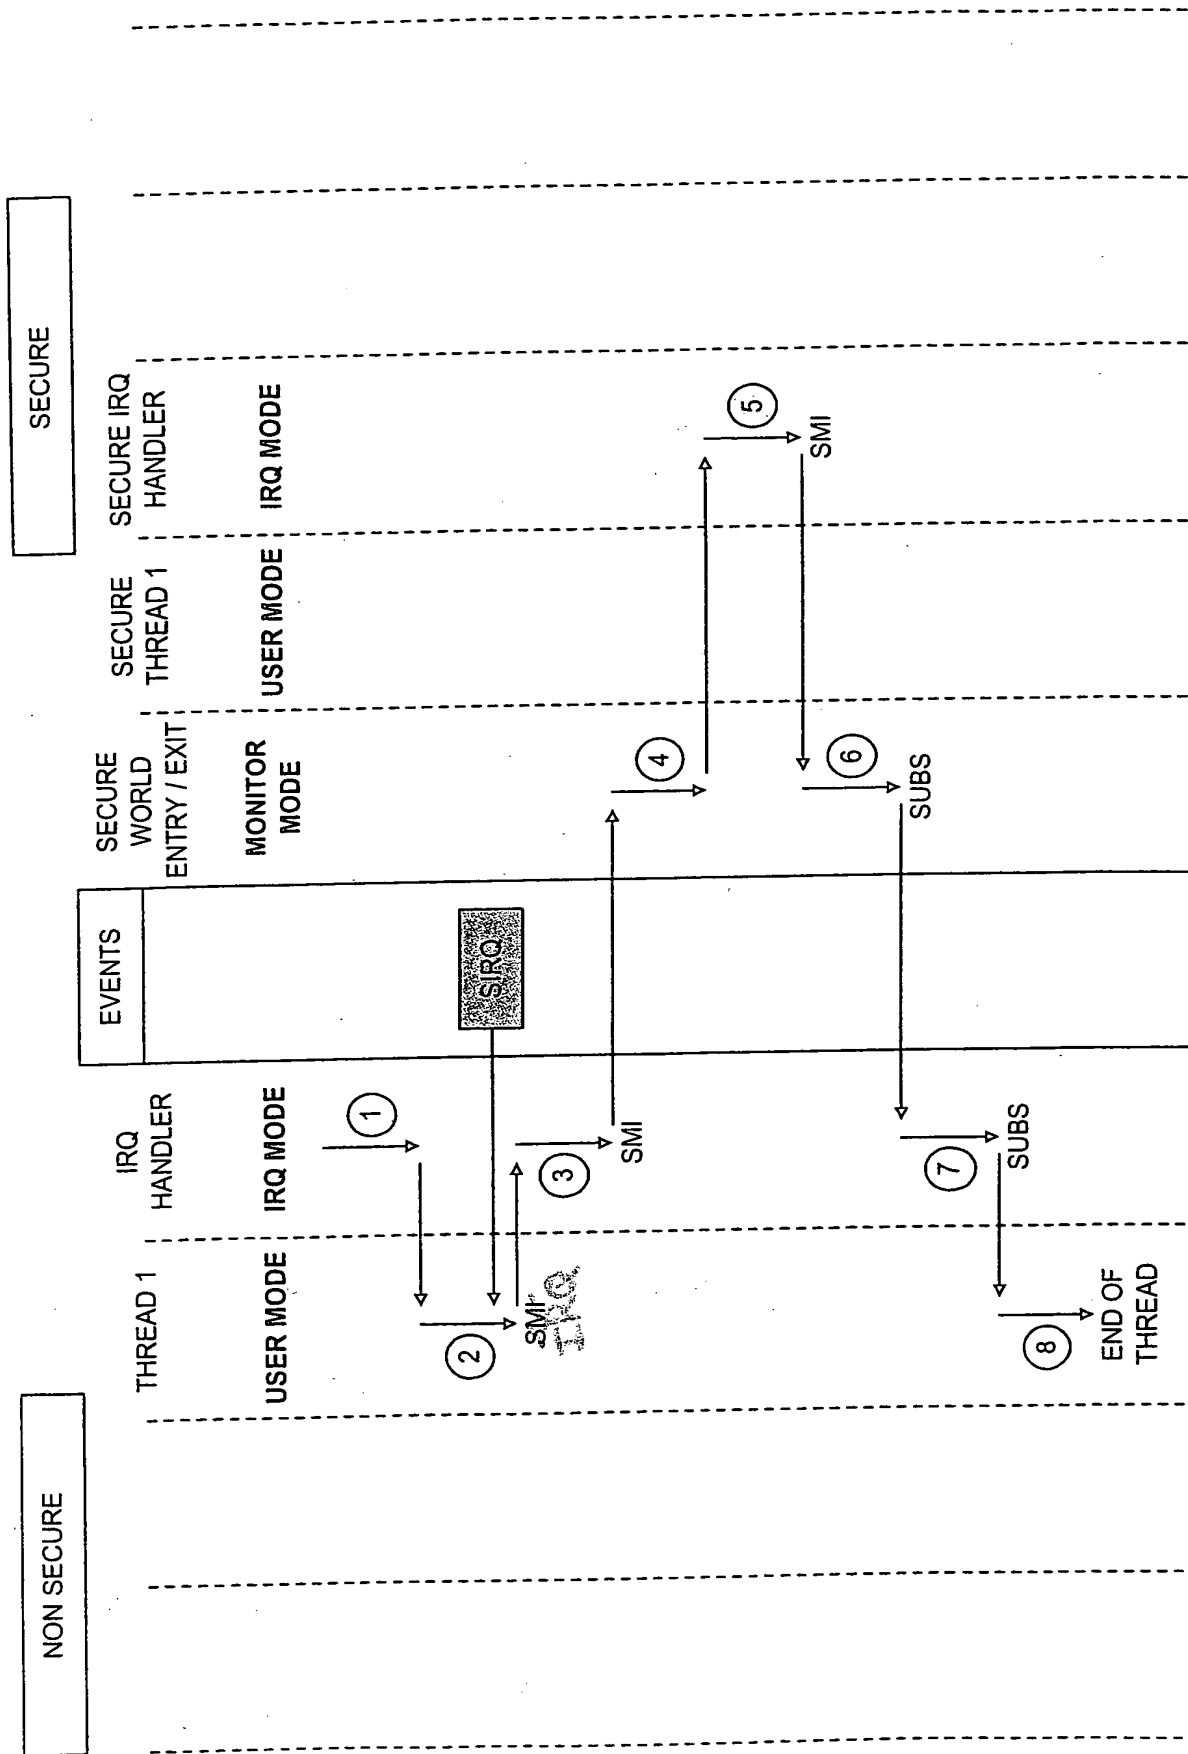 NON SECURE
EVENTS
SECURE
THREAD 1
IRQ
HANDLER
SECURE
WORLD
ENTRY / EXIT
SECURE
THREAD 1
SECURE IRQ
HANDLER
USER MODE
IRQ MODE
MONITOR
MODE
USER MODE
IRQ MODE
1
2
SIRQ
SMI
IRQ
3
SMI
4
5
SMI
6
SUBS
7
SUBS
8
END OF
THREAD